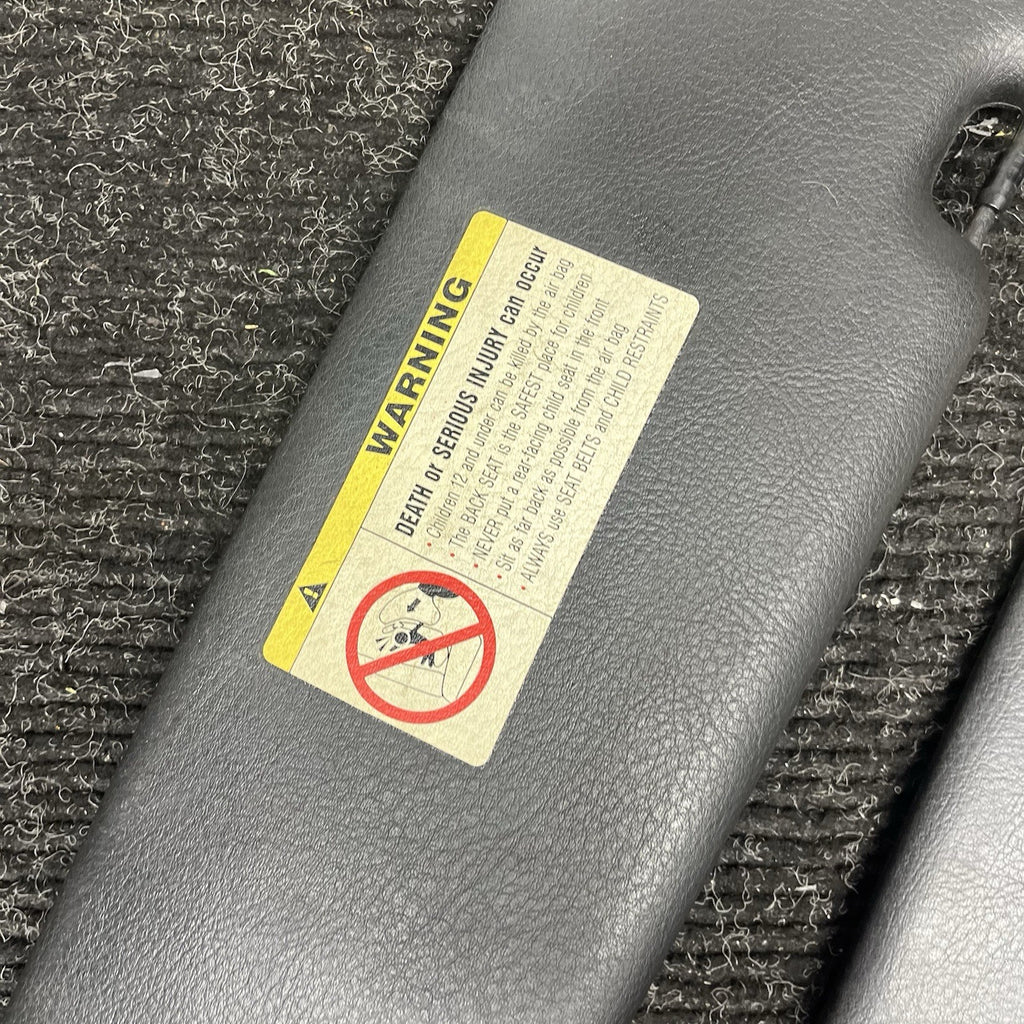 WARNING
DEATH or SERIOUS INJURY can occur
• Children 12 and under can be killed by the air bag
• The BACK SEAT is the SAFEST place for children
• NEVER put a rear-facing child seat in the front
• Sit as far back as possible from the air bag
• ALWAYS use SEAT BELTS and CHILD RESTRAINTS